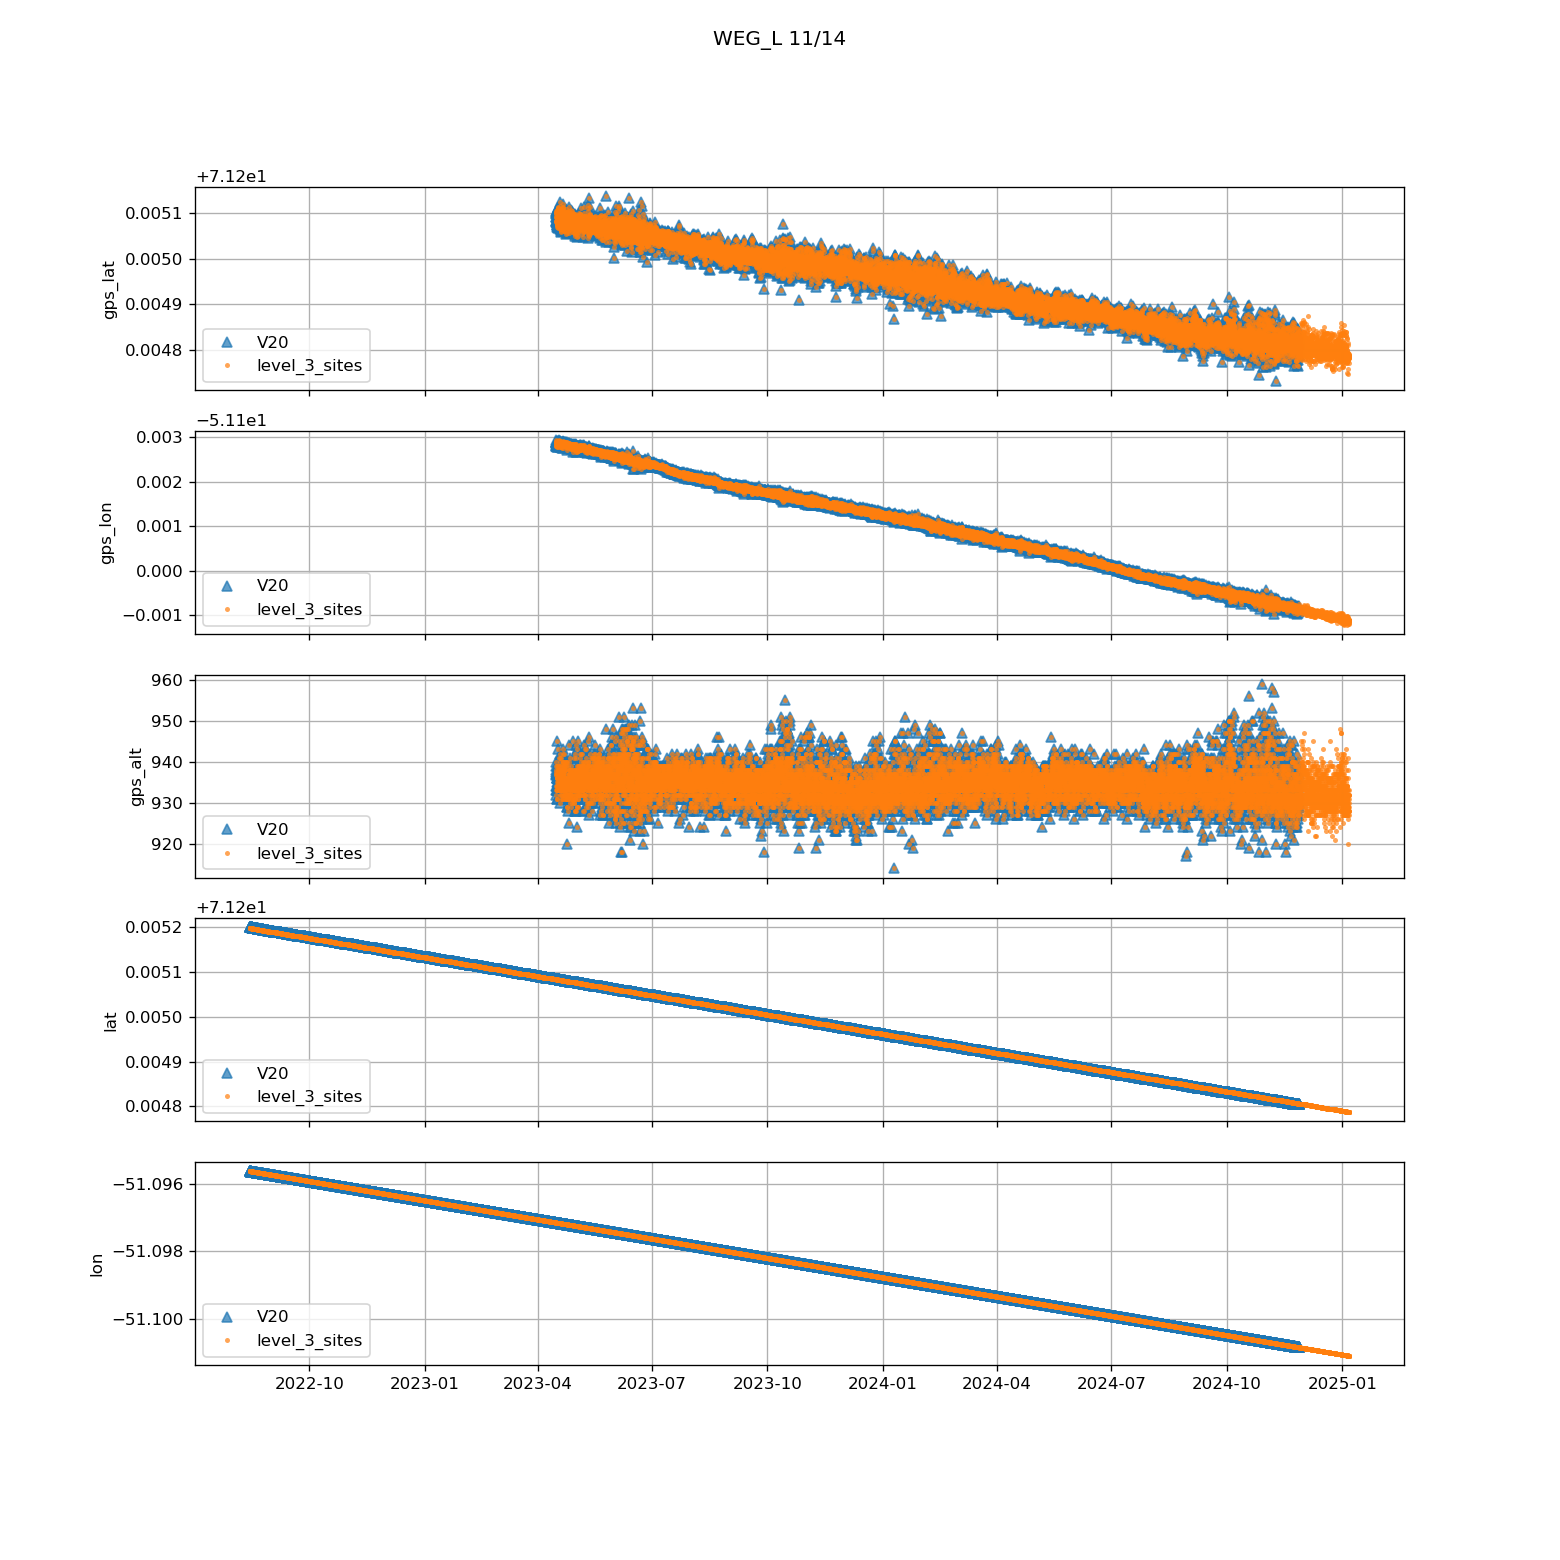 WEG_L 11/14
+7.12e1
0.0051
0.0050
0.0049
0.0048
gps_lat
V20
level_3_sites
−5.11e1
0.003
0.002
0.001
0.000
−0.001
gps_lon
V20
level_3_sites
960
950
940
930
920
gps_alt
V20
level_3_sites
+7.12e1
0.0052
0.0051
0.0050
0.0049
0.0048
lat
V20
level_3_sites
−51.096
−51.098
−51.100
lon
V20
level_3_sites
2022-10 2023-01 2023-04 2023-07 2023-10 2024-01 2024-04 2024-07 2024-10 2025-01